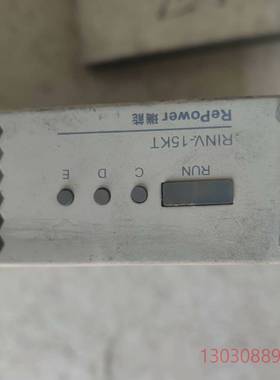 RePower 瑞能
RINV-15KT
RUN C D E
13030889